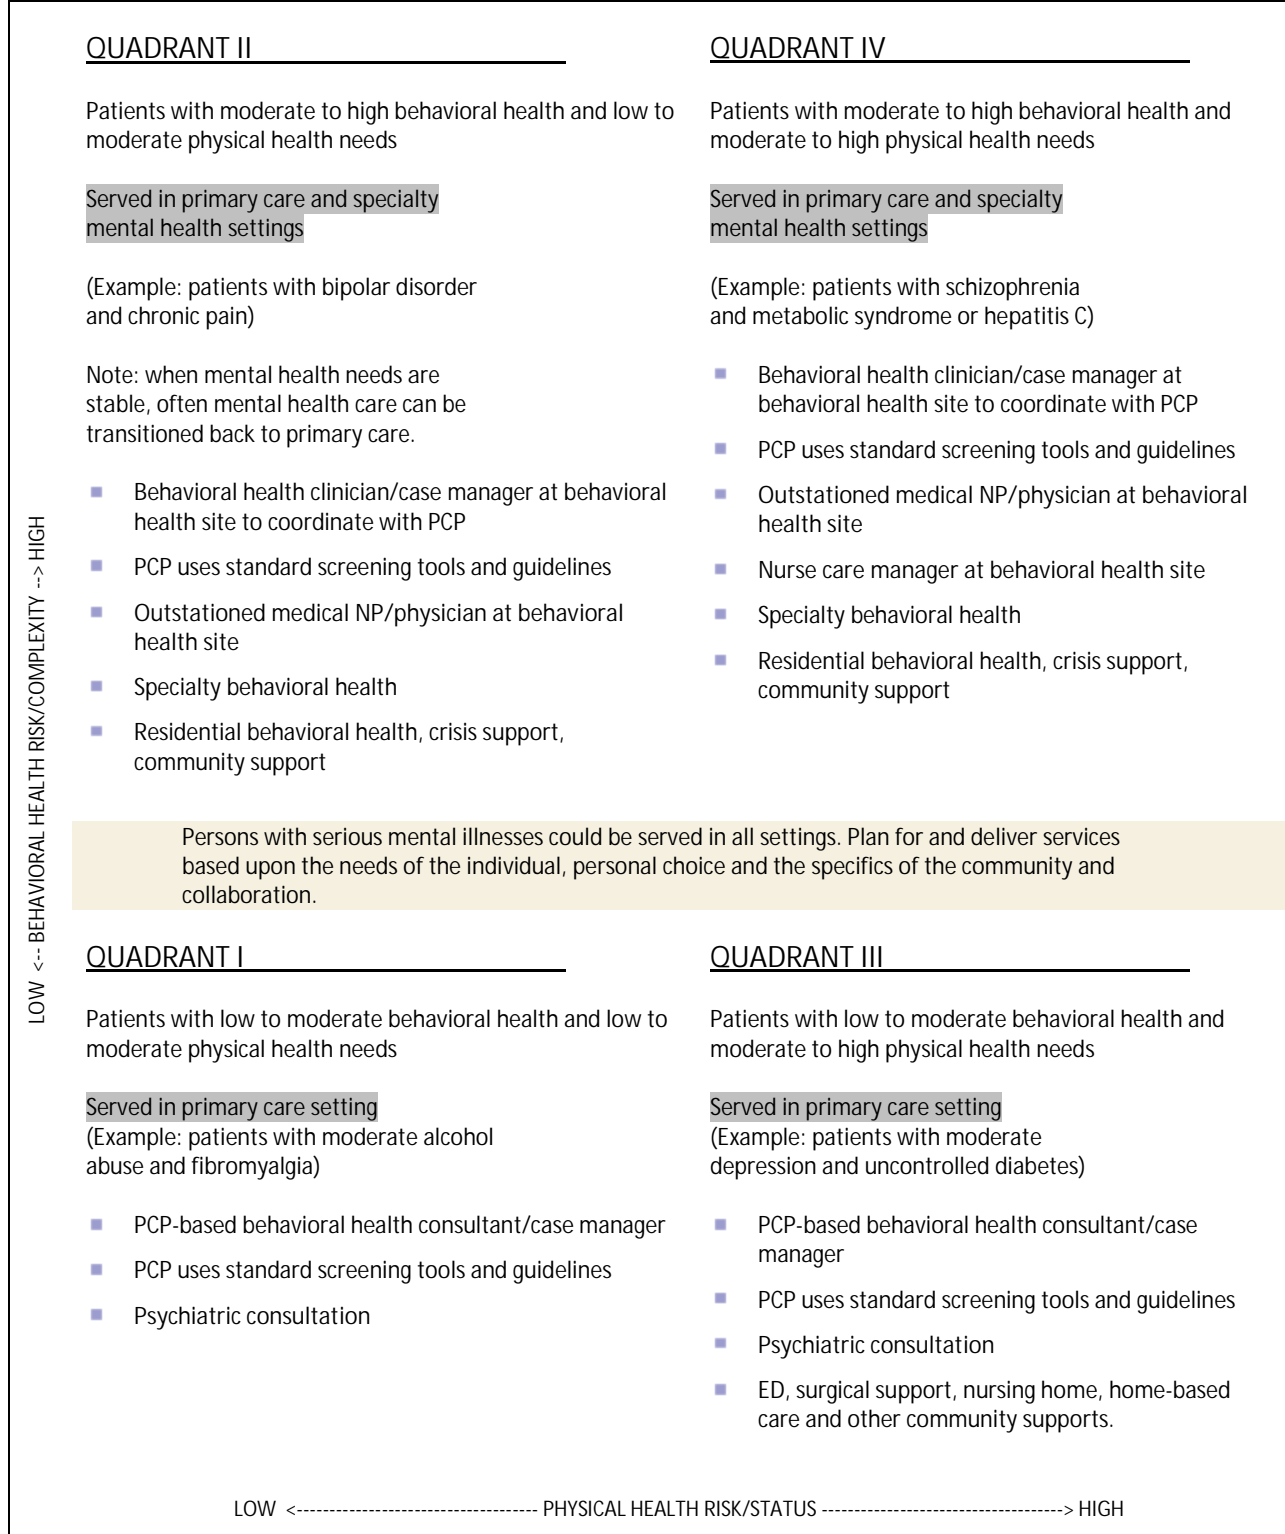 QUADRANT II
Patients with moderate to high behavioral health and low to
moderate physical health needs
Served in primary care and specialty
mental health settings
(Example: patients with bipolar disorder
and chronic pain)
Note: when mental health needs are
stable, often mental health care can be
transitioned back to primary care.
Behavioral health clinician/case manager at behavioral
health site to coordinate with PCP
PCP uses standard screening tools and guidelines
Outstationed medical NP/physician at behavioral
health site
Specialty behavioral health
Residential behavioral health, crisis support,
community support
QUADRANT IV
Patients with moderate to high behavioral health and
moderate to high physical health needs
Served in primary care and specialty
mental health settings
(Example: patients with schizophrenia
and metabolic syndrome or hepatitis C)
Behavioral health clinician/case manager at
behavioral health site to coordinate with PCP
PCP uses standard screening tools and guidelines
Outstationed medical NP/physician at behavioral
health site
Nurse care manager at behavioral health site
Specialty behavioral health
Residential behavioral health, crisis support,
community support
LOW <-- BEHAVIORAL HEALTH RISK/COMPLEXITY --> HIGH
Persons with serious mental illnesses could be served in all settings. Plan for and deliver services
based upon the needs of the individual, personal choice and the specifics of the community and
collaboration.
QUADRANT I
Patients with low to moderate behavioral health and low to
moderate physical health needs
Served in primary care setting
(Example: patients with moderate alcohol
abuse and fibromyalgia)
PCP-based behavioral health consultant/case manager
PCP uses standard screening tools and guidelines
Psychiatric consultation
QUADRANT III
Patients with low to moderate behavioral health and
moderate to high physical health needs
Served in primary care setting
(Example: patients with moderate
depression and uncontrolled diabetes)
PCP-based behavioral health consultant/case
manager
PCP uses standard screening tools and guidelines
Psychiatric consultation
ED, surgical support, nursing home, home-based
care and other community supports.
LOW <------------------------------------- PHYSICAL HEALTH RISK/STATUS -------------------------------------> HIGH